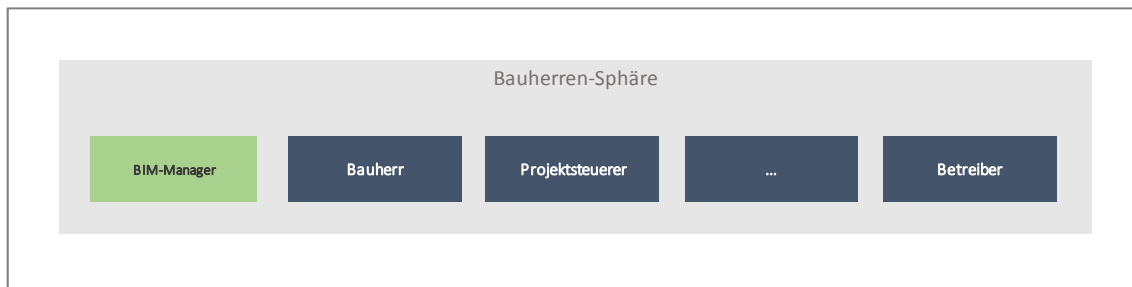 Bauherren-Sphäre
BIM-Manager
Bauherr
Projektsteuerer
...
Betreiber